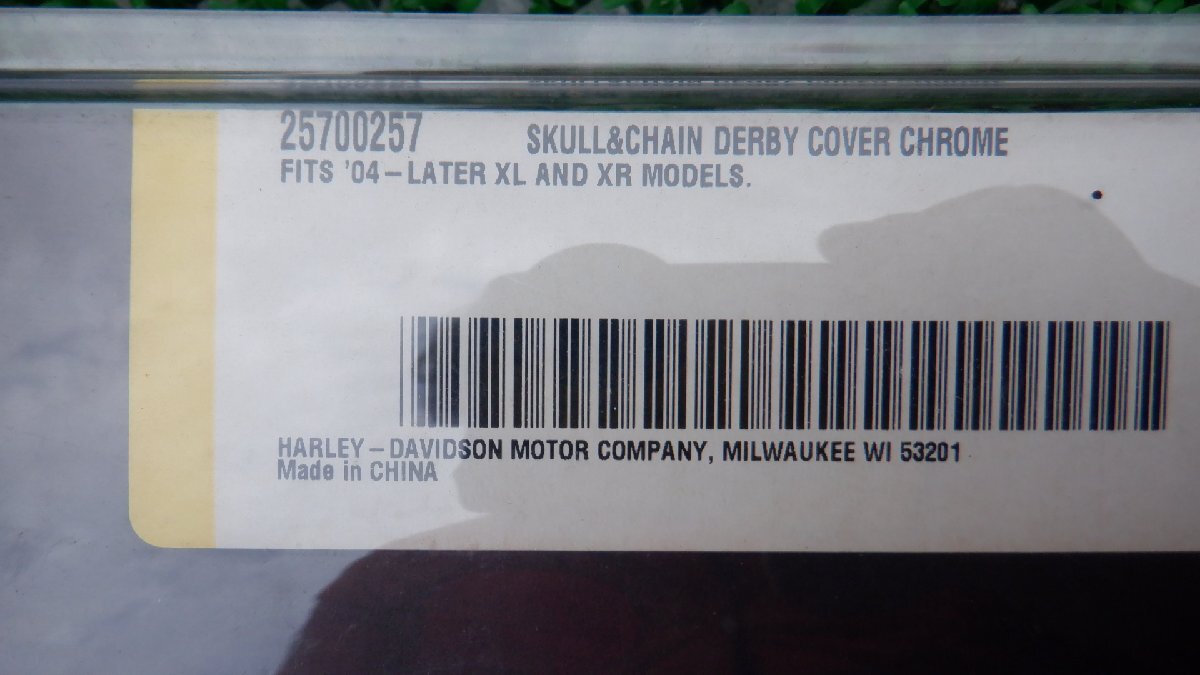 25700257 SKULL&CHAIN DERBY COVER CHROME
FITS '04-LATER XL AND XR MODELS.
HARLEY-DAVIDSON MOTOR COMPANY, MILWAUKEE WI 53201
Made in CHINA